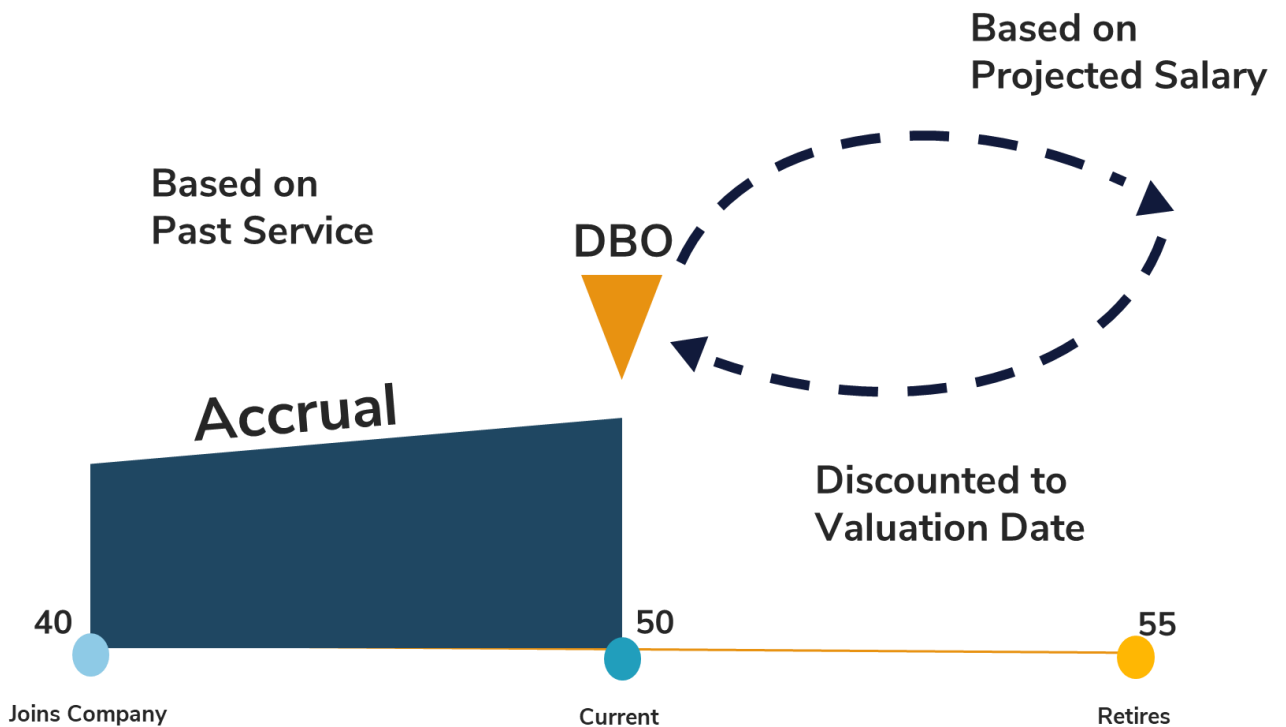 Based on
Projected Salary
Based on
Past Service
DBO
Accrual
Discounted to
Valuation Date
40
50
55
Joins Company
Current
Retires